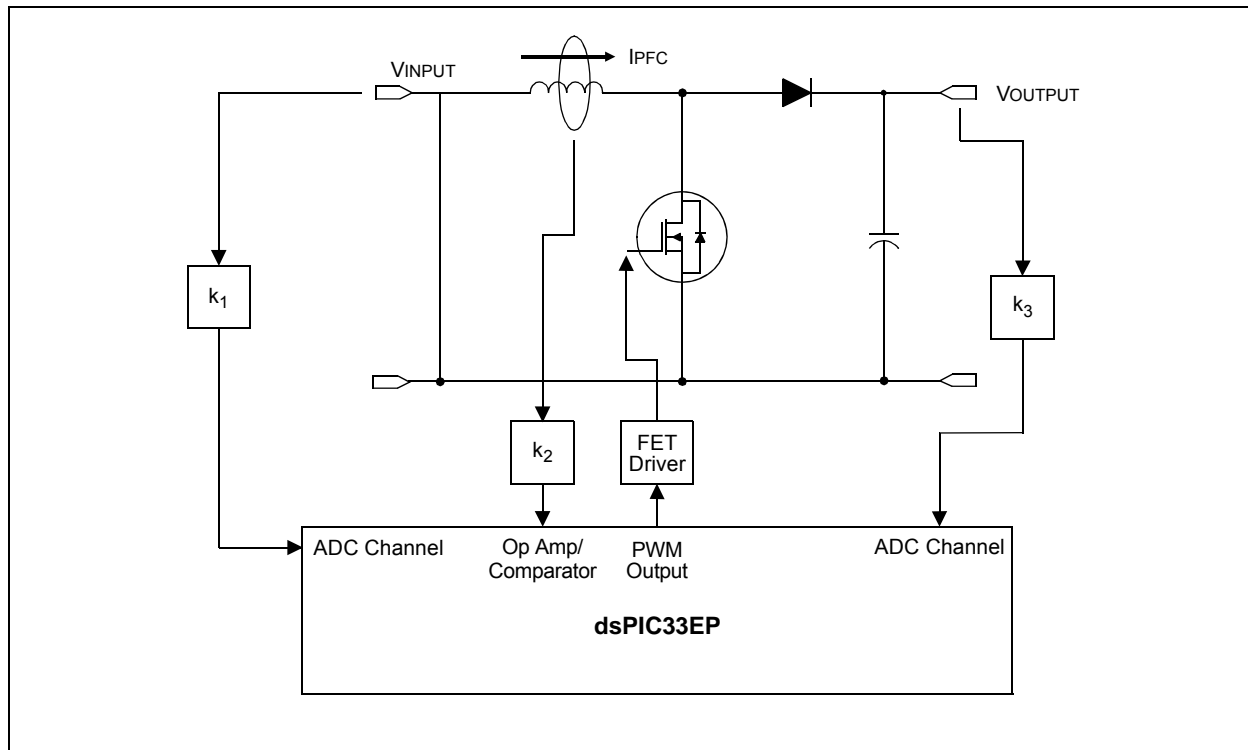 IPFC
VINPUT
VOUTPUT
k1
k3
k2
FET
Driver
ADC Channel
Op Amp/
Comparator
PWM
Output
ADC Channel
dsPIC33EP